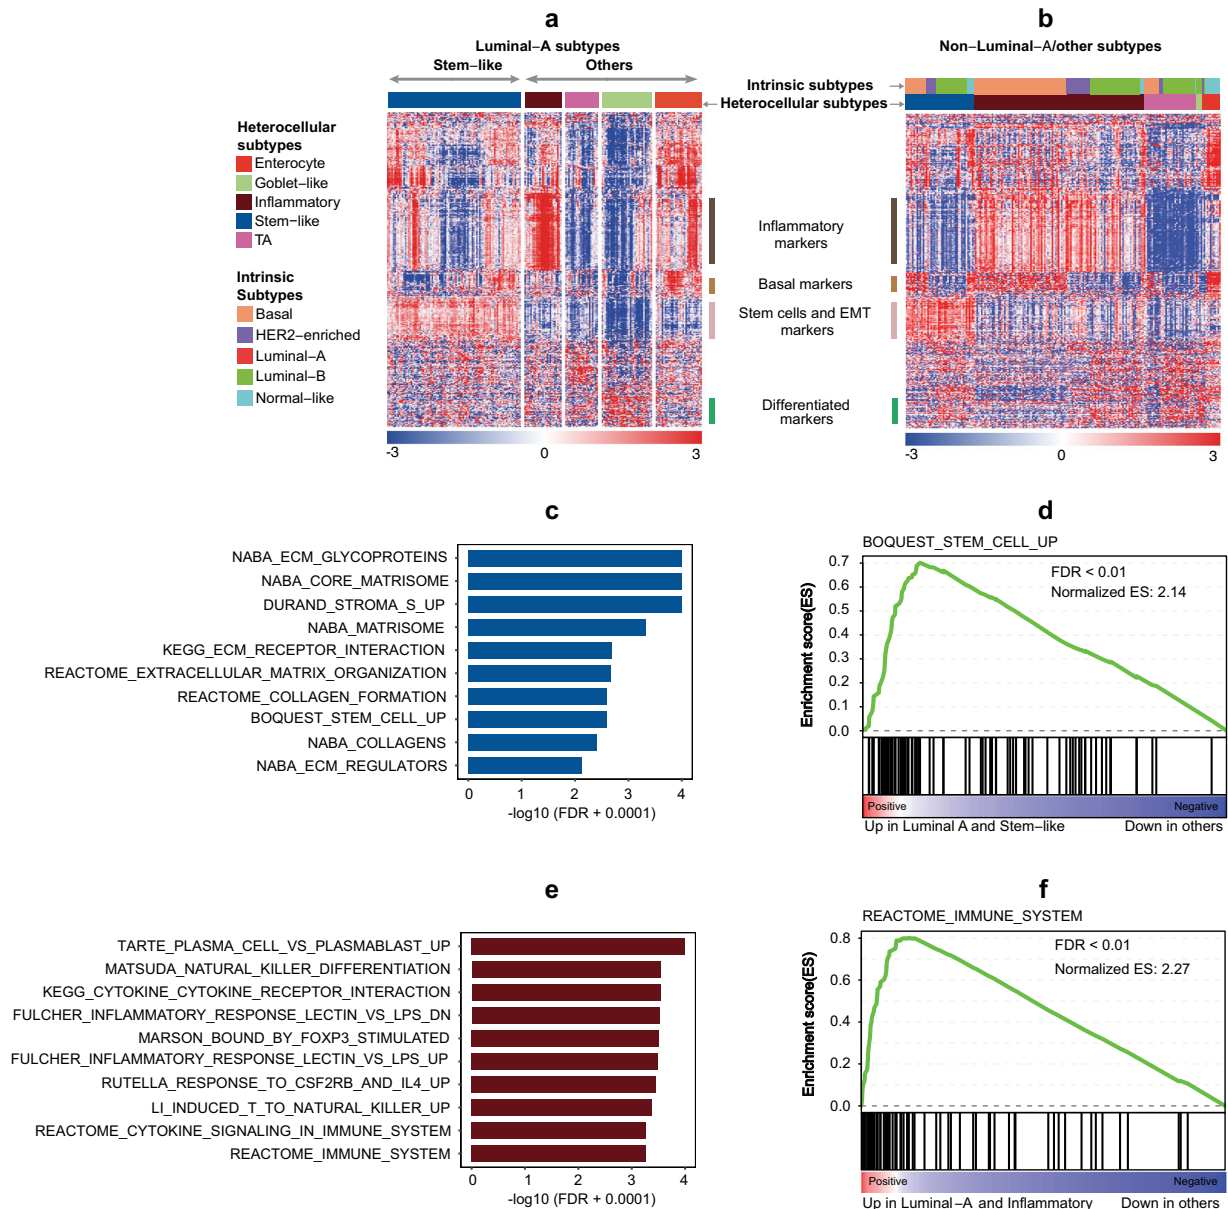 a
Luminal–A subtypes
Stem–like
Others
b
Non–Luminal–A/other subtypes
Intrinsic subtypes
Heterocellular subtypes
Heterocellular
subtypes
Enterocyte
Goblet–like
Inflammatory
Stem–like
TA
Intrinsic
Subtypes
Basal
HER2–enriched
Luminal–A
Luminal–B
Normal–like
Inflammatory
markers
Basal markers
Stem cells and EMT
markers
Differentiated
markers
-3 0 3
-3 0 3
c
NABA_ECM_GLYCOPROTEINS
NABA_CORE_MATRISOME
DURAND_STROMA_S_UP
NABA_MATRISOME
KEGG_ECM_RECEPTOR_INTERACTION
REACTOME_EXTRACELLULAR_MATRIX_ORGANIZATION
REACTOME_COLLAGEN_FORMATION
BOQUEST_STEM_CELL_UP
NABA_COLLAGENS
NABA_ECM_REGULATORS
0 1 2 3 4
-log10 (FDR + 0.0001)
d
BOQUEST_STEM_CELL_UP
FDR < 0.01
Normalized ES: 2.14
Enrichment score(ES)
0.7
0.6
0.5
0.4
0.3
0.2
0.1
0.0
Positive Negative
Up in Luminal A and Stem–like Down in others
e
TARTE_PLASMA_CELL_VS_PLASMABLAST_UP
MATSUDA_NATURAL_KILLER_DIFFERENTIATION
KEGG_CYTOKINE_CYTOKINE_RECEPTOR_INTERACTION
FULCHER_INFLAMMATORY_RESPONSE_LECTIN_VS_LPS_DN
MARSON_BOUND_BY_FOXP3_STIMULATED
FULCHER_INFLAMMATORY_RESPONSE_LECTIN_VS_LPS_UP
RUTELLA_RESPONSE_TO_CSF2RB_AND_IL4_UP
LI_INDUCED_T_TO_NATURAL_KILLER_UP
REACTOME_CYTOKINE_SIGNALING_IN_IMMUNE_SYSTEM
REACTOME_IMMUNE_SYSTEM
0 1 2 3 4
-log10 (FDR + 0.0001)
f
REACTOME_IMMUNE_SYSTEM
FDR < 0.01
Normalized ES: 2.27
Enrichment score(ES)
0.8
0.6
0.4
0.2
0.0
Positive Negative
Up in Luminal–A and Inflammatory Down in others